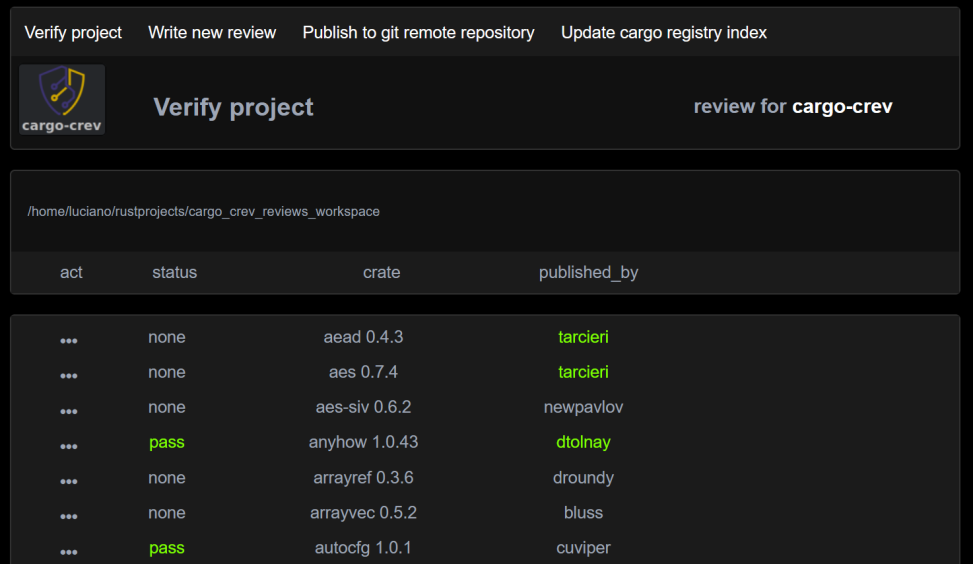 Verify project Write new review Publish to git remote repository Update cargo registry index
cargo-crev
Verify project
review for cargo-crev
/home/luciano/rustprojects/cargo_crev_reviews_workspace
act status crate published_by
... none aead 0.4.3 tarcieri
... none aes 0.7.4 tarcieri
... none aes-siv 0.6.2 newpavlov
... pass anyhow 1.0.43 dtolnay
... none arrayref 0.3.6 droundy
... none arrayvec 0.5.2 bluss
... pass autocfg 1.0.1 cuviper